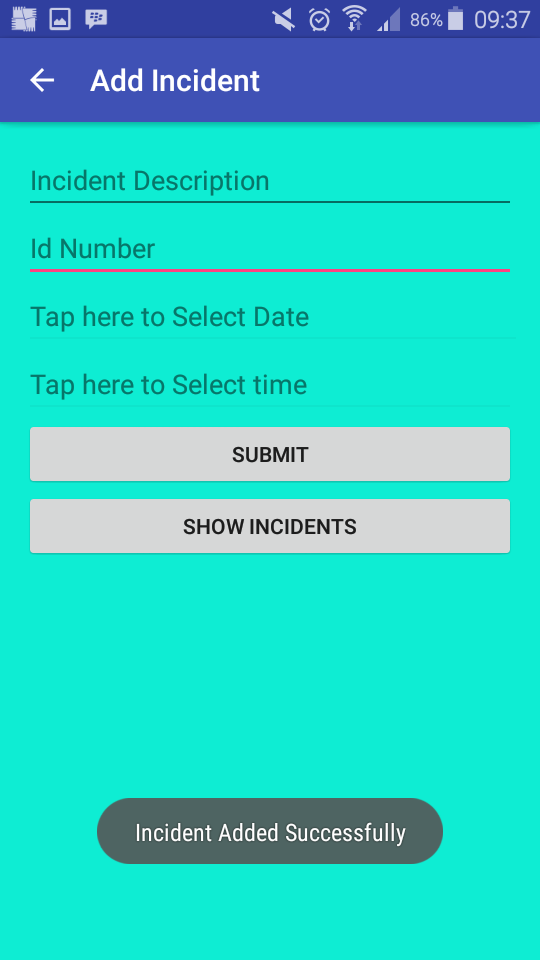 86% 09:37
Add Incident
Incident Description
Id Number
Tap here to Select Date
Tap here to Select time
SUBMIT
SHOW INCIDENTS
Incident Added Successfully